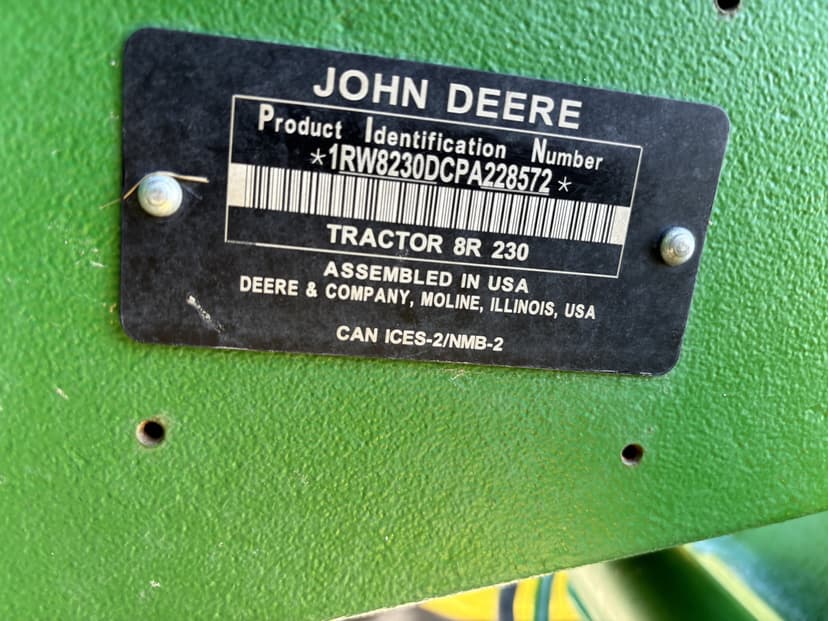 JOHN DEERE
Product Identification Number
*1RW8230DCPA228572*
TRACTOR 8R 230
ASSEMBLED IN USA
DEERE & COMPANY, MOLINE, ILLINOIS, USA
CAN ICES-2/NMB-2